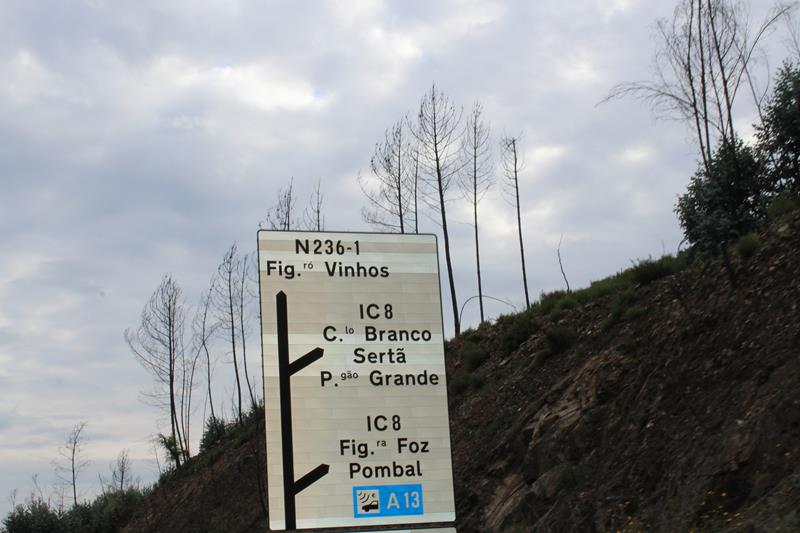 N236-1
Fig.ró Vinhos
IC8
C.lo Branco
Sertã
P.gão Grande
IC8
Fig.ra Foz
Pombal
A13